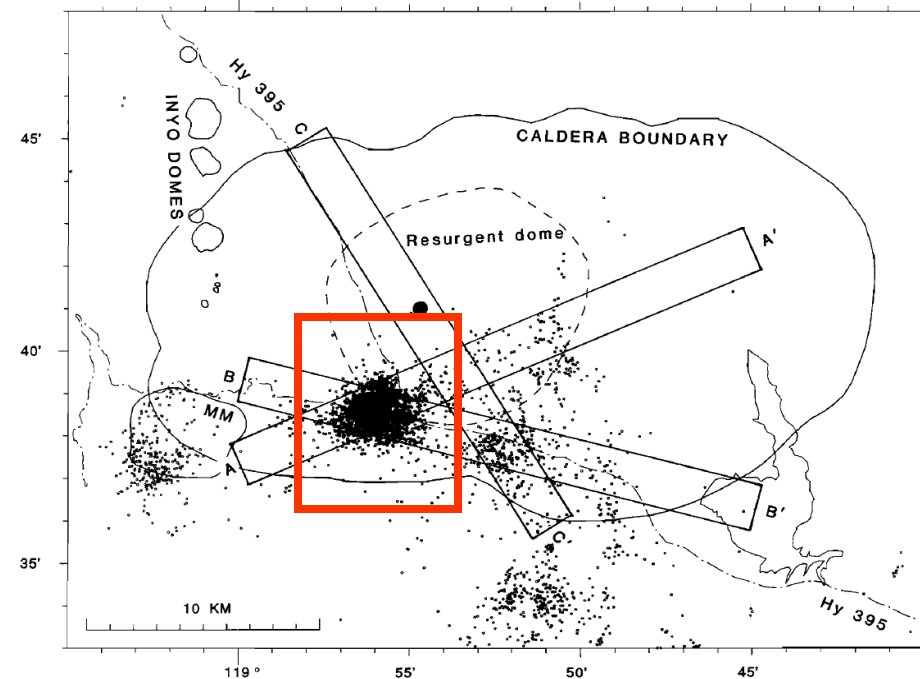 Hy 395
C
INYO DOMES
45'
CALDERA BOUNDARY
Resurgent dome
A'
40'
B
MM
A
B'
C'
35'
Hy 395
10 KM
119°
55'
50'
45'